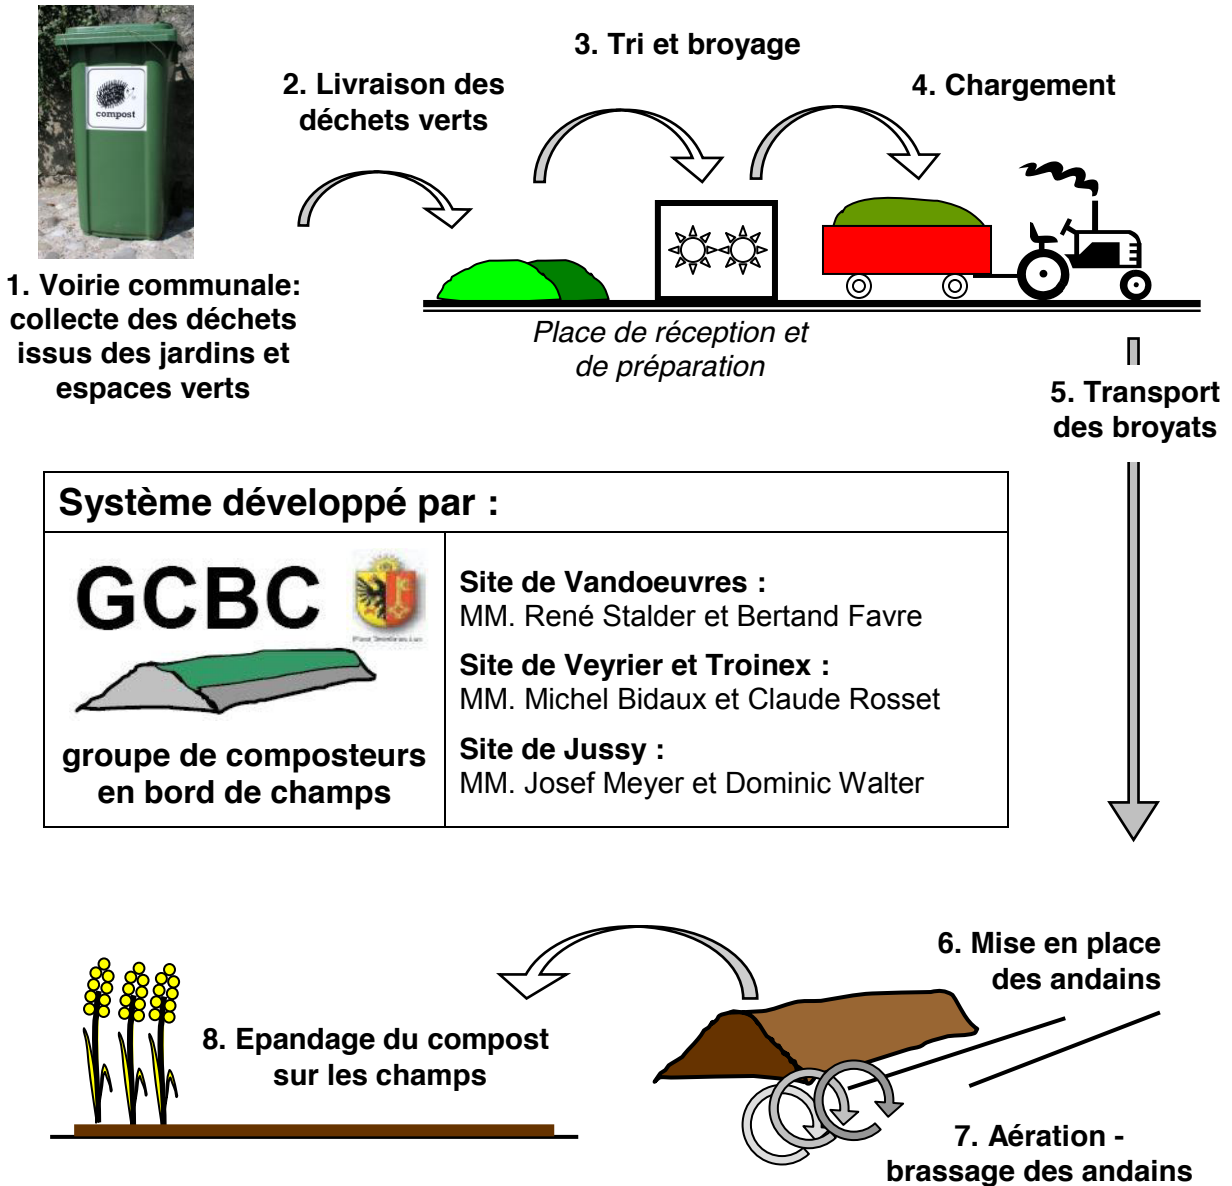 compost
1. Voirie communale:
collecte des déchets
issus des jardins et
espaces verts
2. Livraison des
déchets verts
3. Tri et broyage
4. Chargement
Place de réception et
de préparation
5. Transport
des broyats
Système développé par :
GCBC
groupe de composteurs
en bord de champs
Site de Vandoeuvres :
MM. René Stalder et Bertand Favre
Site de Veyrier et Troinex :
MM. Michel Bidaux et Claude Rosset
Site de Jussy :
MM. Josef Meyer et Dominic Walter
6. Mise en place
des andains
7. Aération -
brassage des andains
8. Epandage du compost
sur les champs